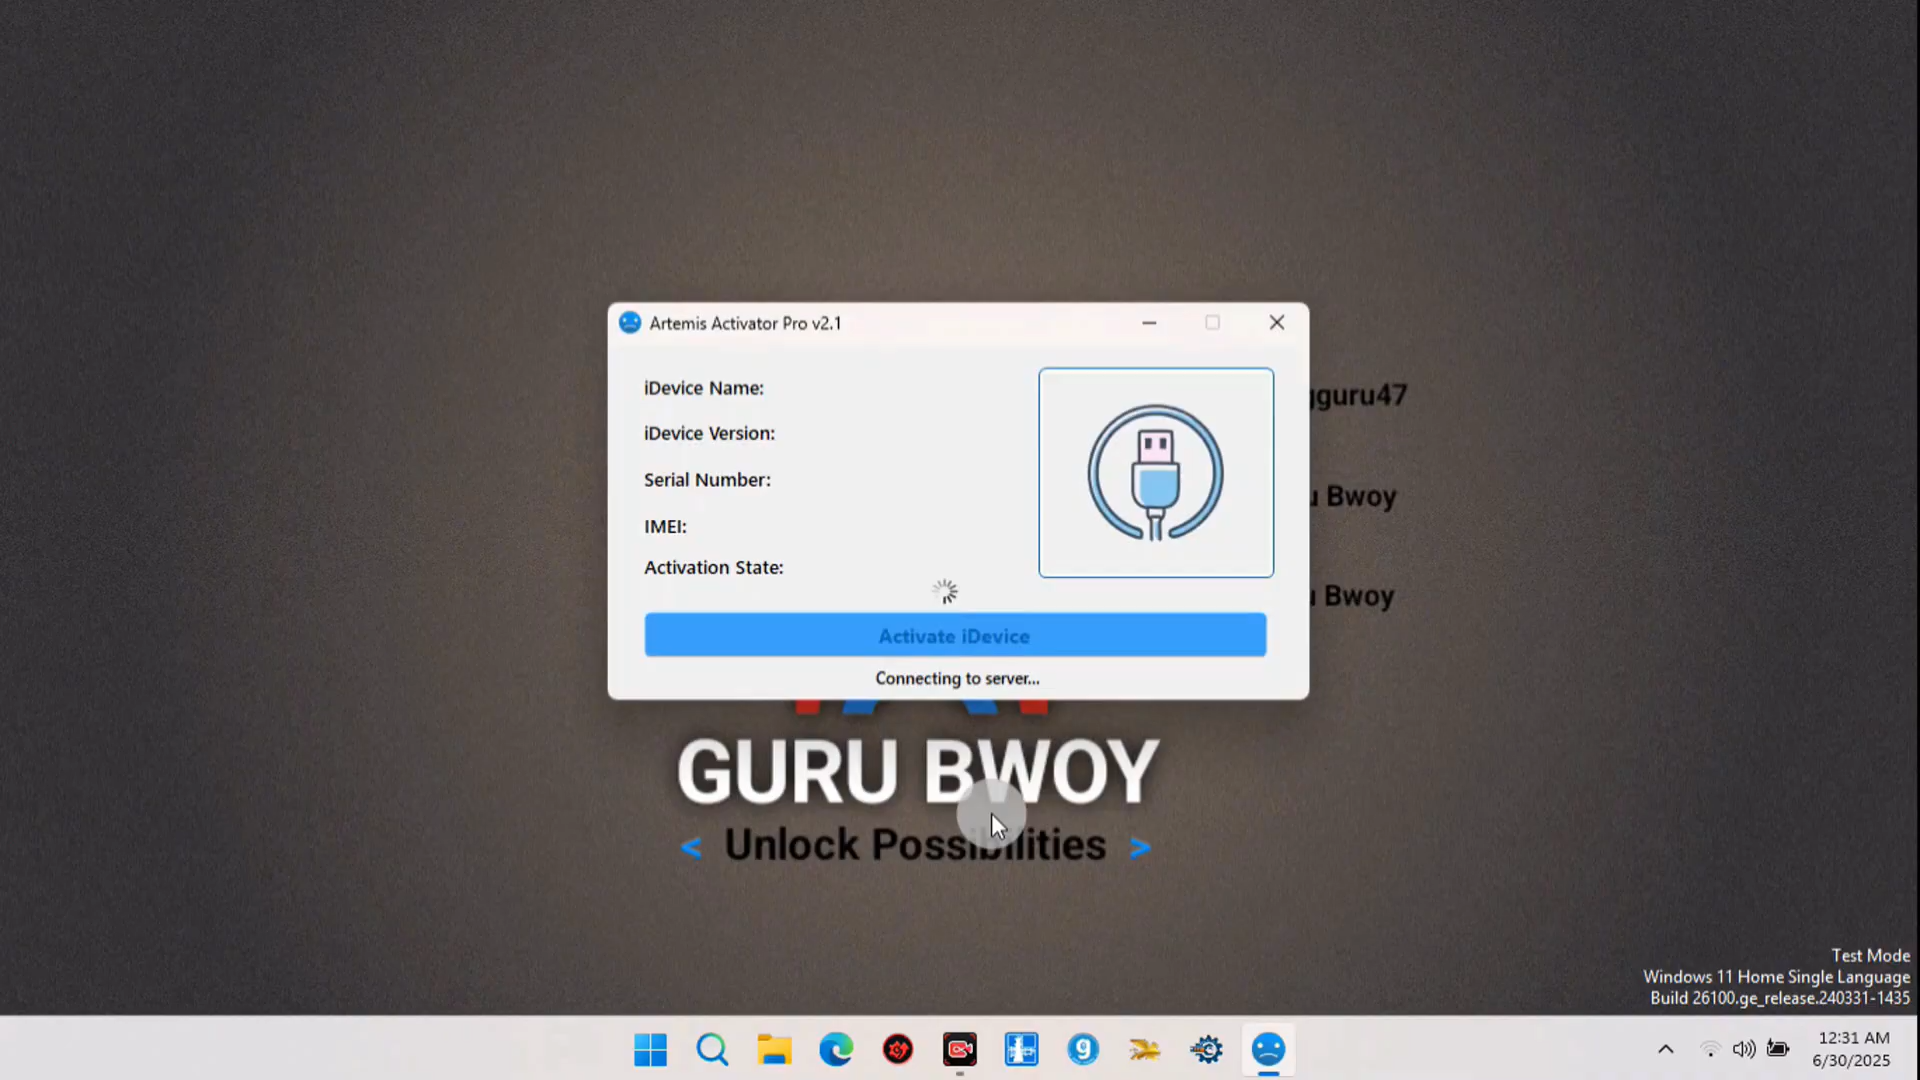 Artemis Activator Pro v2.1
iDevice Name:
iDevice Version:
Serial Number:
IMEI:
Activation State:
Activate iDevice
Connecting to server...
guru47
Bwoy
Bwoy
GURU BWOY
< Unlock Possibilities >
Test Mode
Windows 11 Home Single Language
Build 26100.ge_release.240331-1435
12:31 AM
6/30/2025